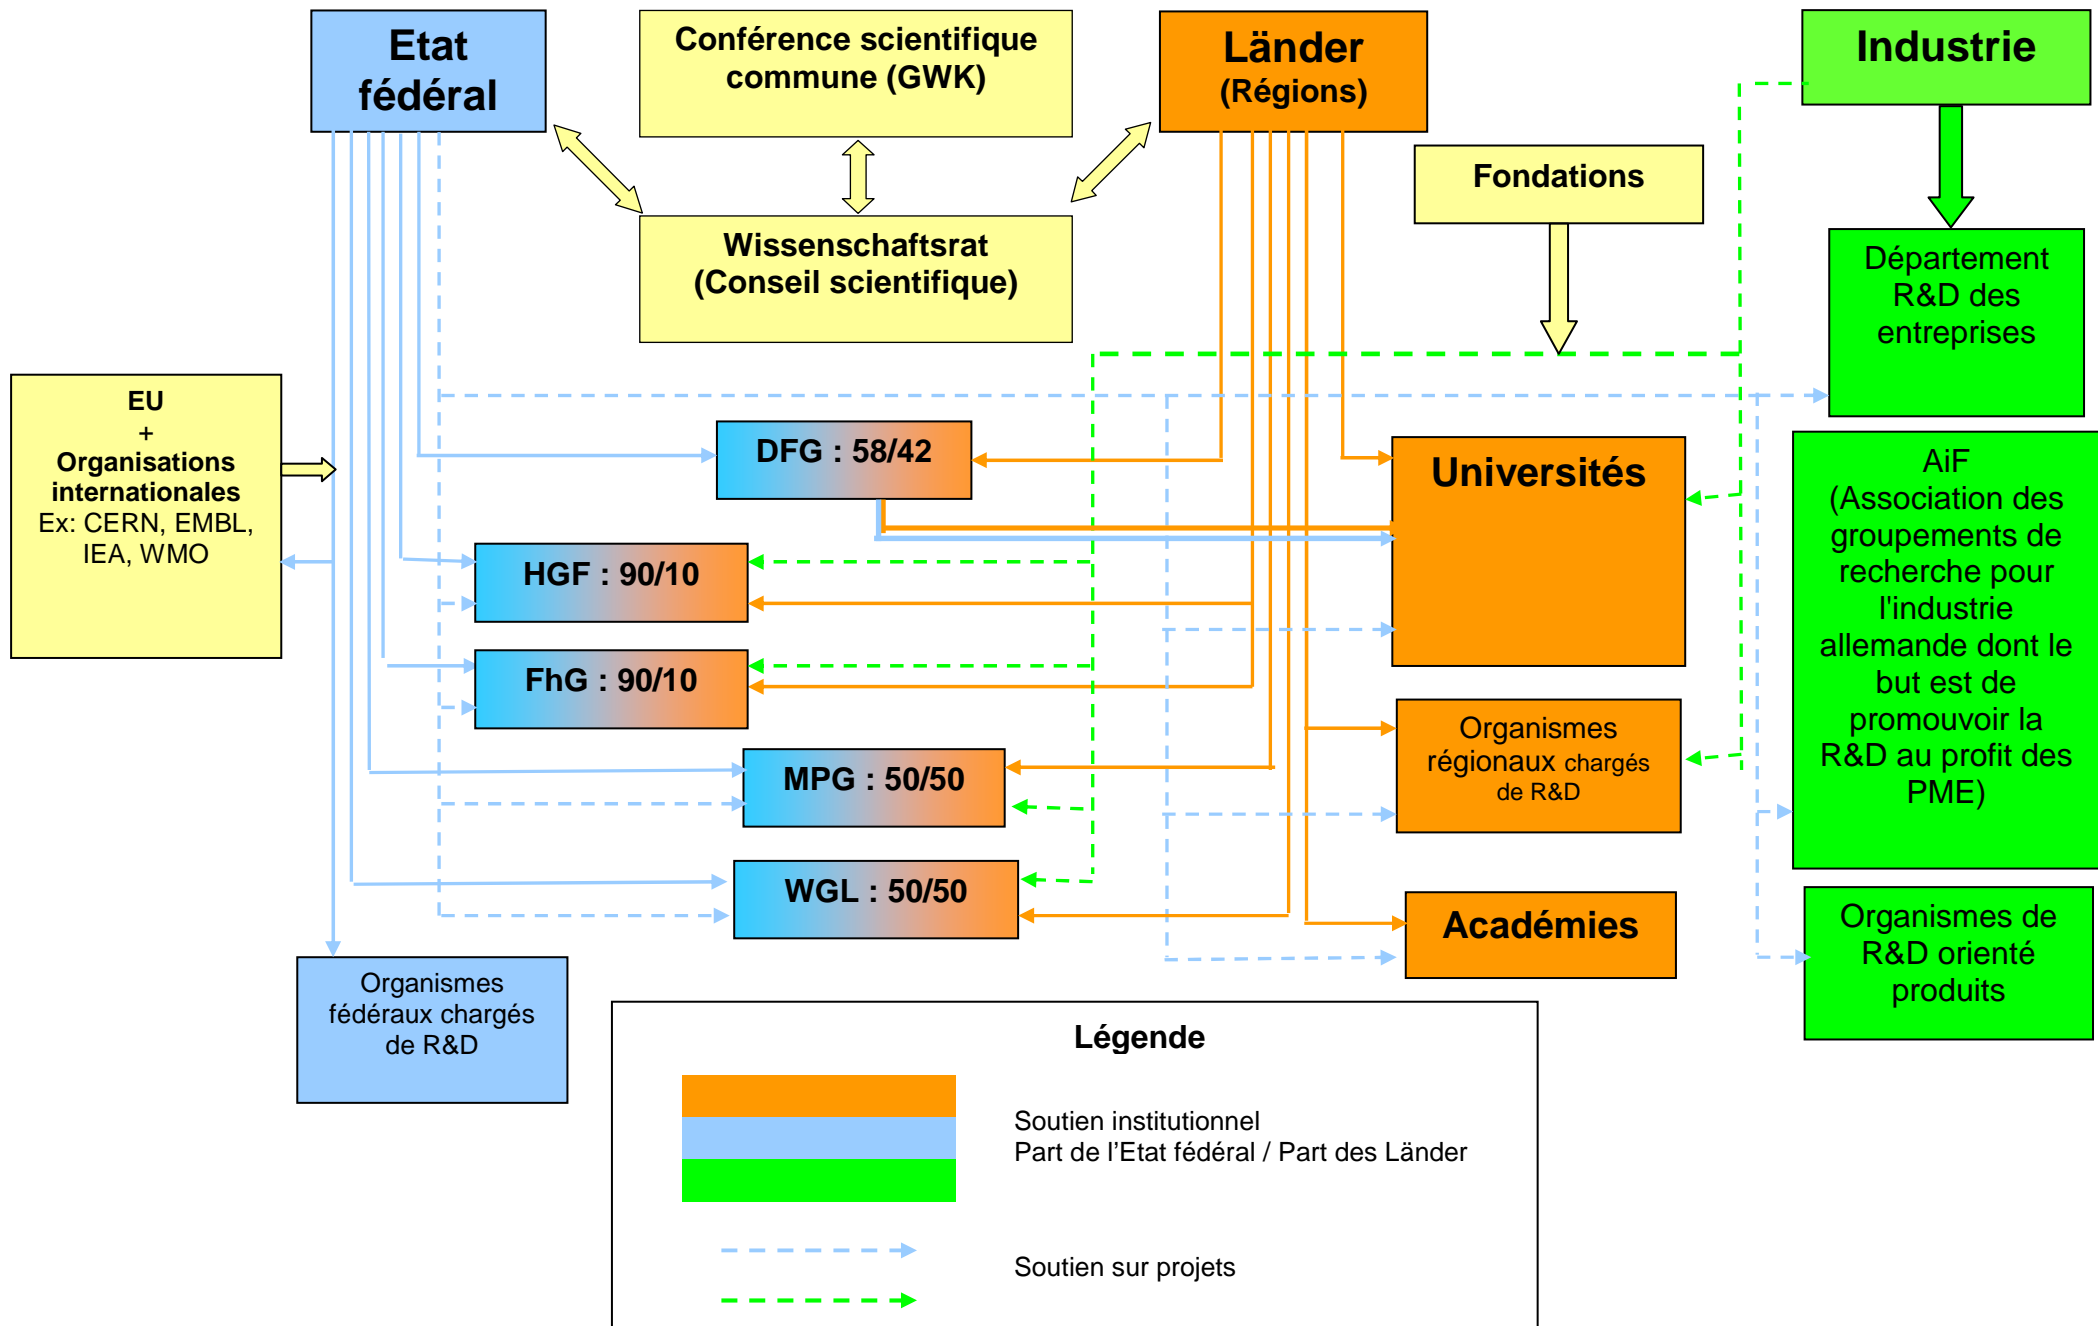 Etat
fédéral
Conférence scientifique
commune (GWK)
Länder
(Régions)
Industrie
Fondations
Wissenschaftsrat
(Conseil scientifique)
Département
R&D des
entreprises
EU
+
Organisations
internationales
Ex: CERN, EMBL,
IEA, WMO
DFG : 58/42
Universités
AiF
(Association des
groupements de
recherche pour
l'industrie
allemande dont le
but est de
promouvoir la
R&D au profit des
PME)
HGF : 90/10
FhG : 90/10
Organismes
régionaux chargés
de R&D
MPG : 50/50
WGL : 50/50
Académies
Organismes de
R&D orienté
produits
Organismes
fédéraux chargés
de R&D
Légende
Soutien institutionnel
Part de l’Etat fédéral / Part des Länder
Soutien sur projets